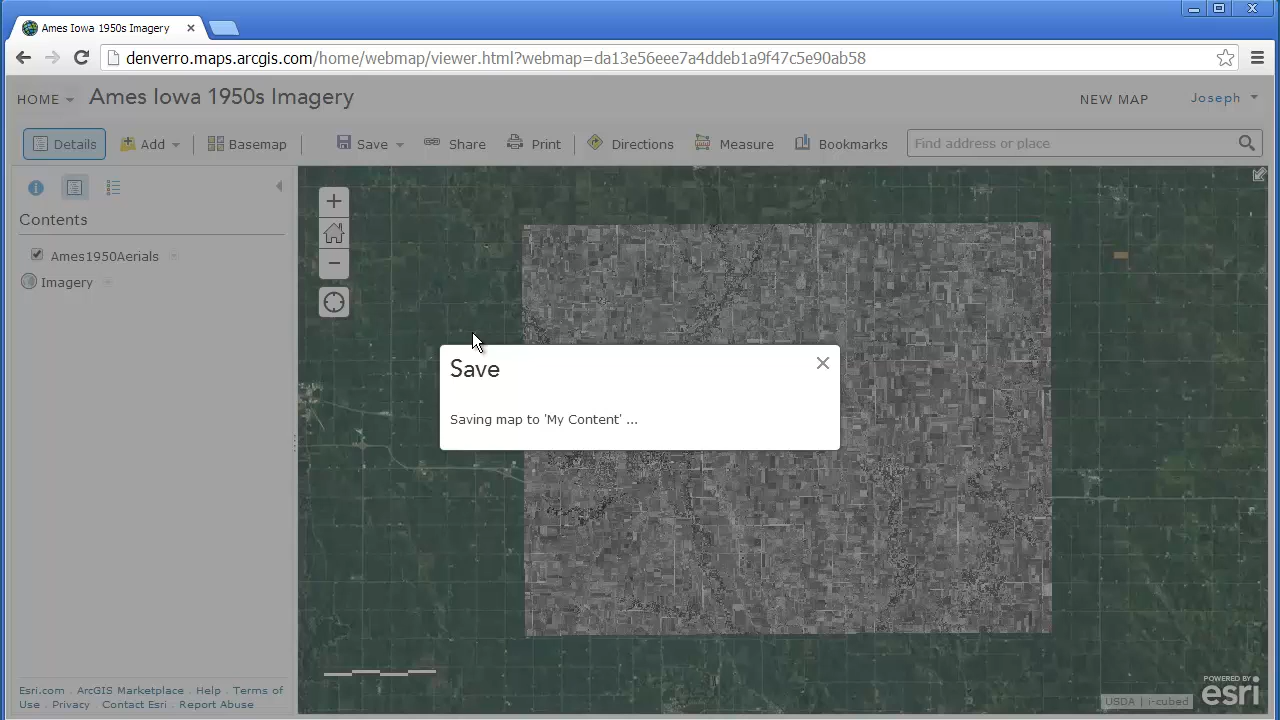 Ames Iowa 1950s Imagery
denverro.maps.arcgis.com/home/webmap/viewer.html?webmap=da13e56eee7a4ddeb1a9f47c5e90ab58
HOME Ames Iowa 1950s Imagery NEW MAP Joseph
Details Add Basemap Save Share Print Directions Measure Bookmarks Find address or place
Contents
Ames1950Aerials
Imagery
Save
Saving map to 'My Content' ...
Esri.com . ArcGIS Marketplace . Help . Terms of
Use . Privacy . Contact Esri . Report Abuse
USDA | i-cubed
POWERED BY
esri